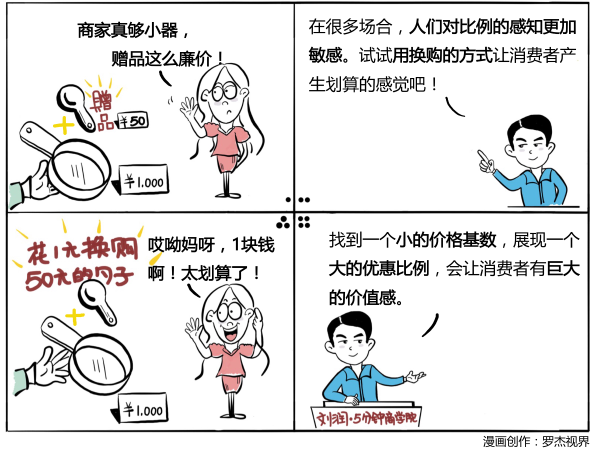 商家真够小器，
赠品这么廉价！
赠
品
¥50
¥1.000
在很多场合，人们对比例的感知更加
敏感。试试用换购的方式让消费者产
生划算的感觉吧！
花1元换购
50元的勺子
哎呦妈呀，1块钱
啊！太划算了！
¥1.000
找到一个小的价格基数，展现一个
大的优惠比例，会让消费者有巨大
的价值感。
刘润·5分钟商学院
漫画创作：罗杰视界